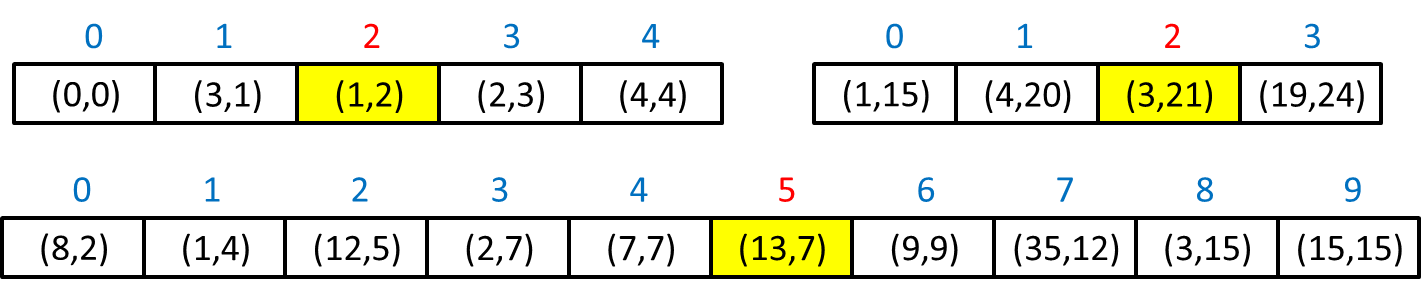 0 1 2 3 4
(0,0) (3,1) (1,2) (2,3) (4,4)
0 1 2 3
(1,15) (4,20) (3,21) (19,24)
0 1 2 3 4 5 6 7 8 9
(8,2) (1,4) (12,5) (2,7) (7,7) (13,7) (9,9) (35,12) (3,15) (15,15)